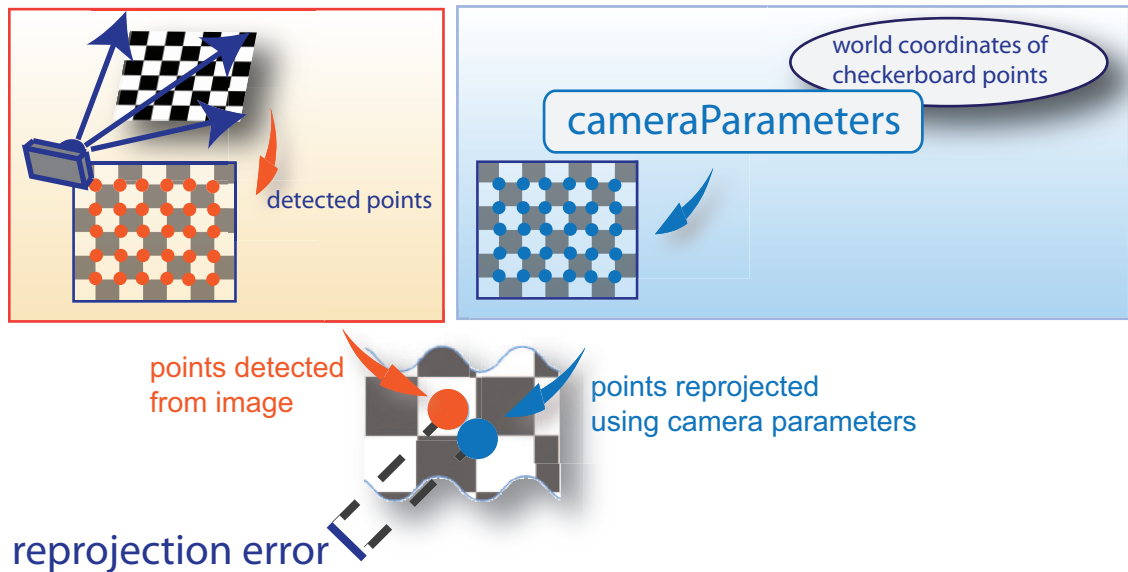 world coordinates of
checkerboard points
cameraParameters
detected points
points detected
from image
points reprojected
using camera parameters
reprojection error